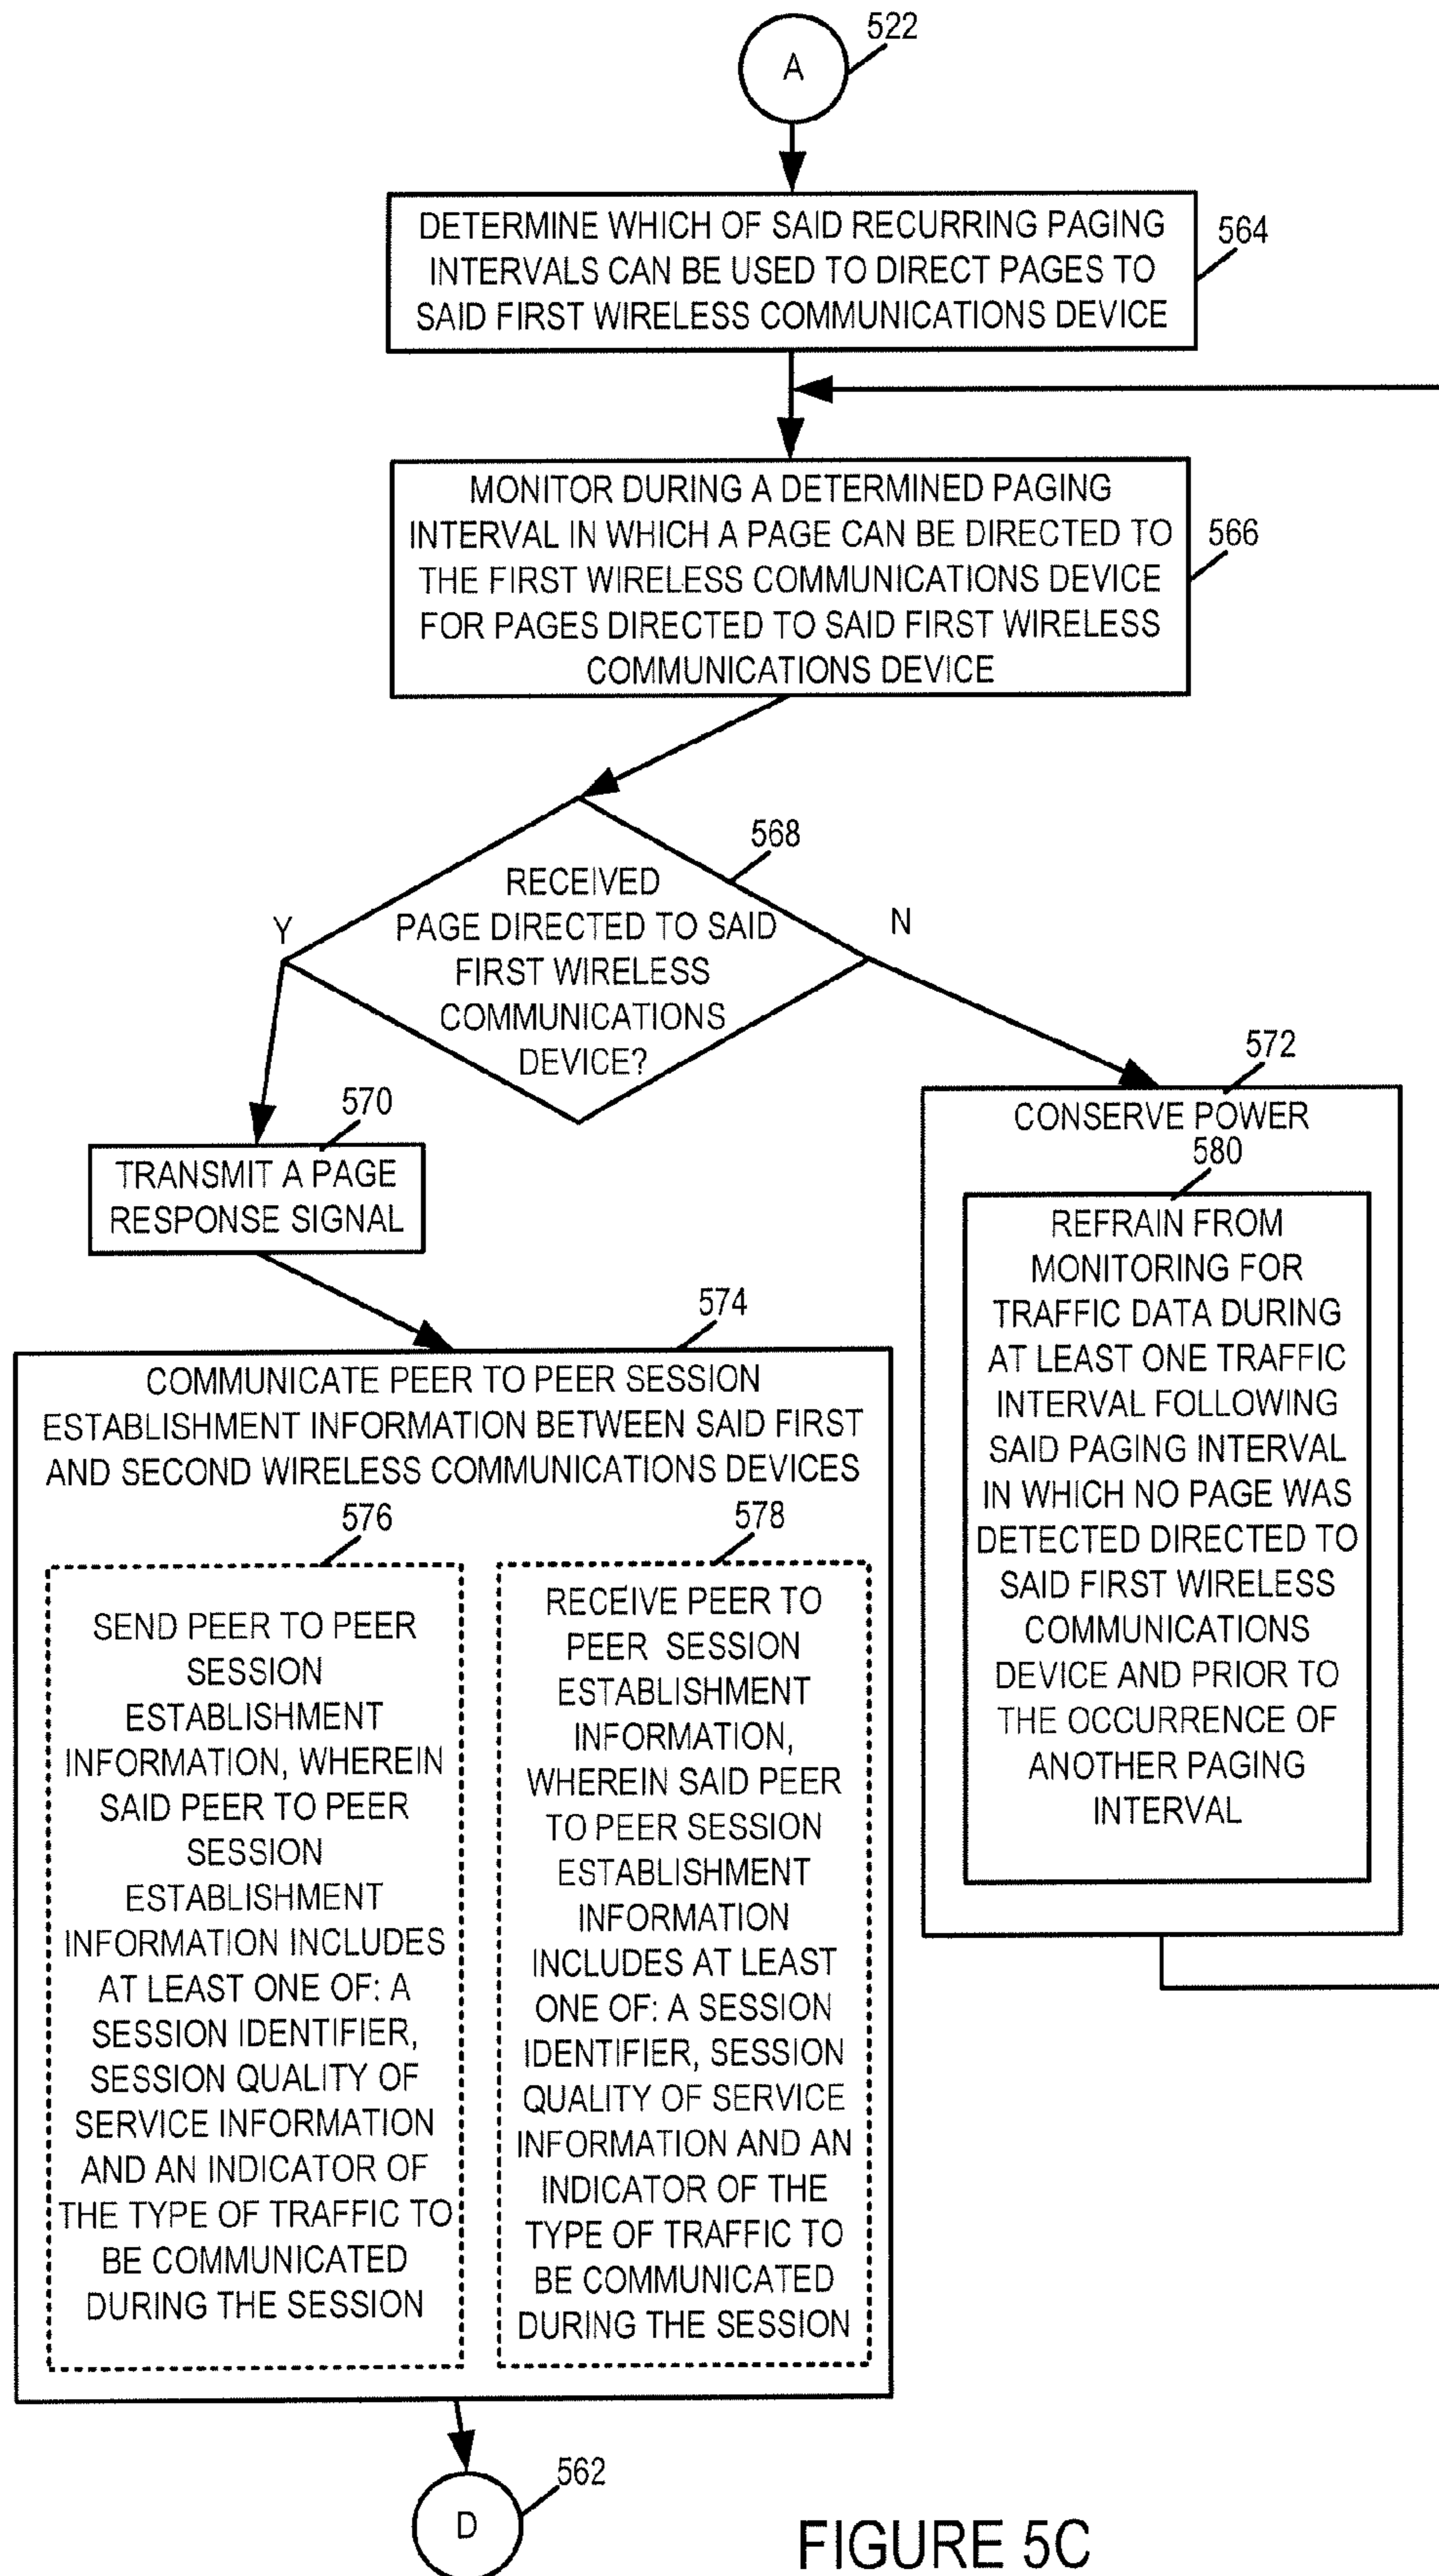 522
A
DETERMINE WHICH OF SAID RECURRING PAGING
INTERVALS CAN BE USED TO DIRECT PAGES TO
SAID FIRST WIRELESS COMMUNICATIONS DEVICE
564
MONITOR DURING A DETERMINED PAGING
INTERVAL IN WHICH A PAGE CAN BE DIRECTED TO
THE FIRST WIRELESS COMMUNICATIONS DEVICE
FOR PAGES DIRECTED TO SAID FIRST WIRELESS
COMMUNICATIONS DEVICE
566
568
RECEIVED
PAGE DIRECTED TO SAID
FIRST WIRELESS
COMMUNICATIONS
DEVICE?
Y
N
570
TRANSMIT A PAGE
RESPONSE SIGNAL
572
CONSERVE POWER
580
REFRAIN FROM
MONITORING FOR
TRAFFIC DATA DURING
AT LEAST ONE TRAFFIC
INTERVAL FOLLOWING
SAID PAGING INTERVAL
IN WHICH NO PAGE WAS
DETECTED DIRECTED TO
SAID FIRST WIRELESS
COMMUNICATIONS
DEVICE AND PRIOR TO
THE OCCURRENCE OF
ANOTHER PAGING
INTERVAL
574
COMMUNICATE PEER TO PEER SESSION
ESTABLISHMENT INFORMATION BETWEEN SAID FIRST
AND SECOND WIRELESS COMMUNICATIONS DEVICES
576
SEND PEER TO PEER
SESSION
ESTABLISHMENT
INFORMATION, WHEREIN
SAID PEER TO PEER
SESSION
ESTABLISHMENT
INFORMATION INCLUDES
AT LEAST ONE OF: A
SESSION IDENTIFIER,
SESSION QUALITY OF
SERVICE INFORMATION
AND AN INDICATOR OF
THE TYPE OF TRAFFIC TO
BE COMMUNICATED
DURING THE SESSION
578
RECEIVE PEER TO
PEER SESSION
ESTABLISHMENT
INFORMATION,
WHEREIN SAID PEER
TO PEER SESSION
ESTABLISHMENT
INFORMATION
INCLUDES AT LEAST
ONE OF: A SESSION
IDENTIFIER, SESSION
QUALITY OF SERVICE
INFORMATION AND AN
INDICATOR OF THE
TYPE OF TRAFFIC TO
BE COMMUNICATED
DURING THE SESSION
562
D
FIGURE 5C